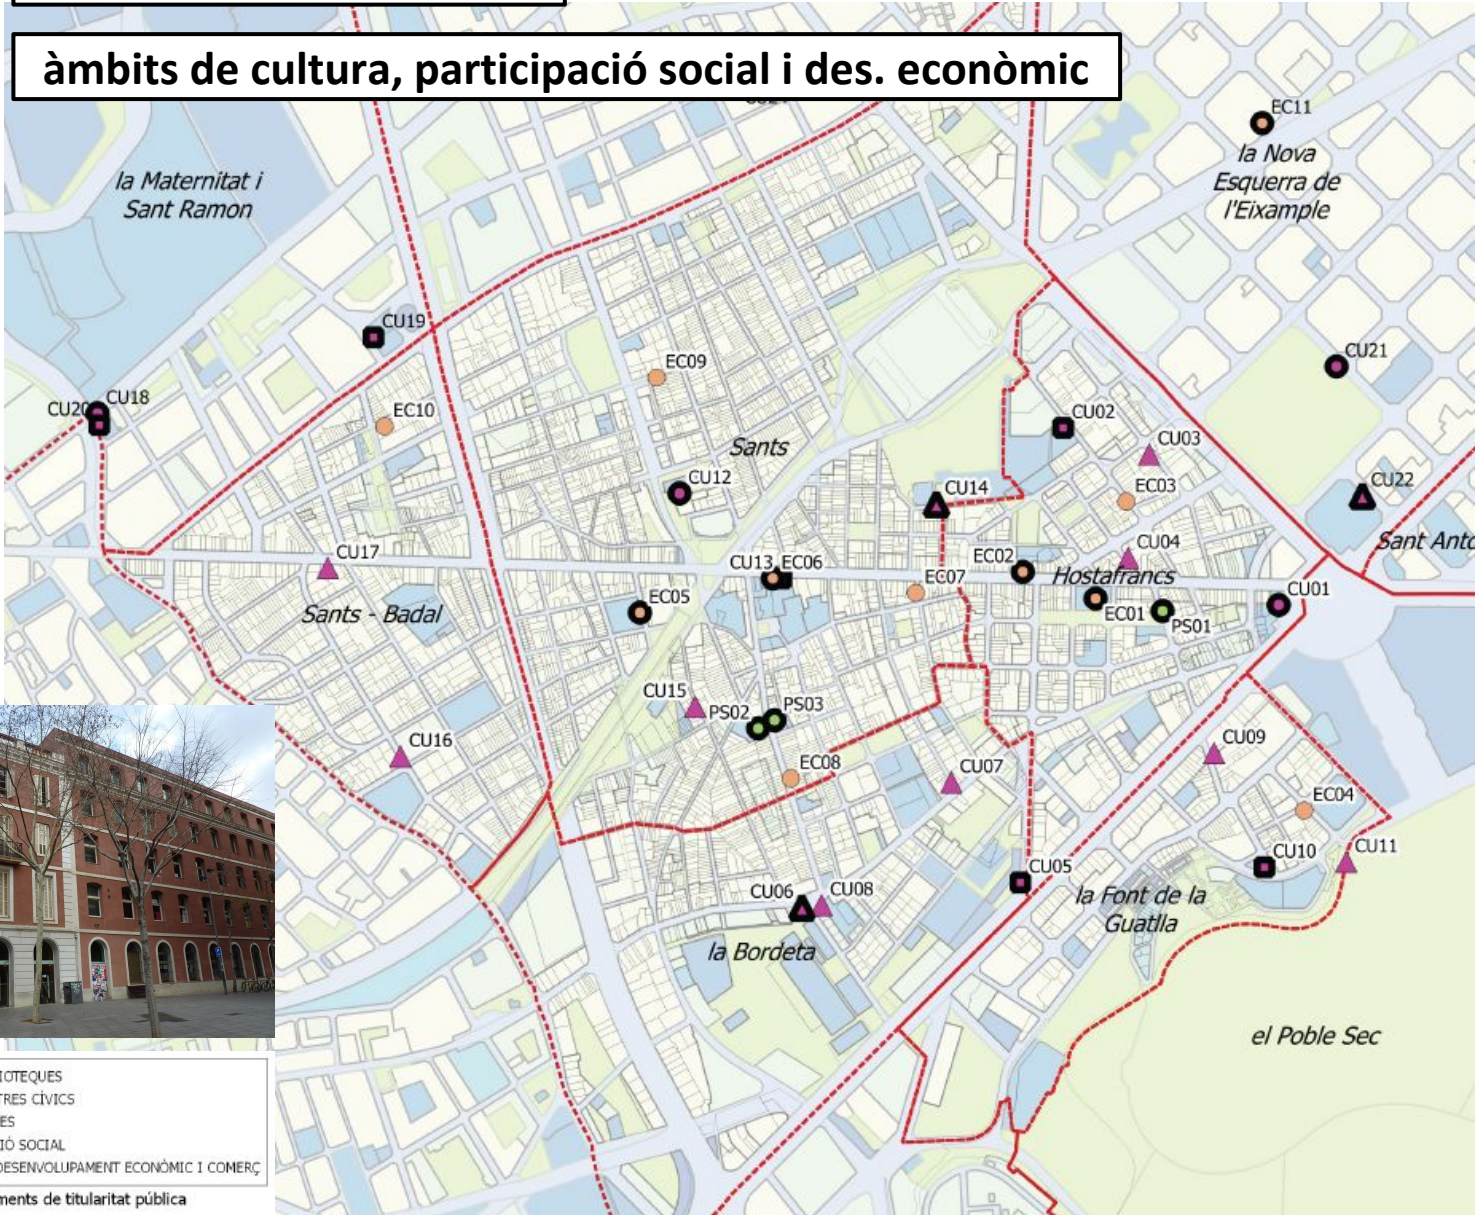 àmbits de cultura, participació social i des. econòmic
EC11
la Nova
Esquerra de
l'Eixample
la Maternitat i
Sant Ramon
CU19
CU21
EC09
CU20
CU18
EC10
CU02
Sants
CU03
CU12
CU14
EC03
CU22
Sant Anto
CU17
CU13
EC06
EC02
CU04
Hostafrancs
EC07
EC05
CU01
Sants - Badal
EC01
PS01
CU15
PS02
PS03
CU16
CU09
EC08
CU07
EC04
CU11
CU10
CU05
CU06
CU08
la Font de la
Guatlla
la Bordeta
el Poble Sec
IOTEQUES
TRES CÍVICS
ES
IÓ SOCIAL
DESENVOLUPAMENT ECONÒMIC I COMERÇ
ments de titularitat pública